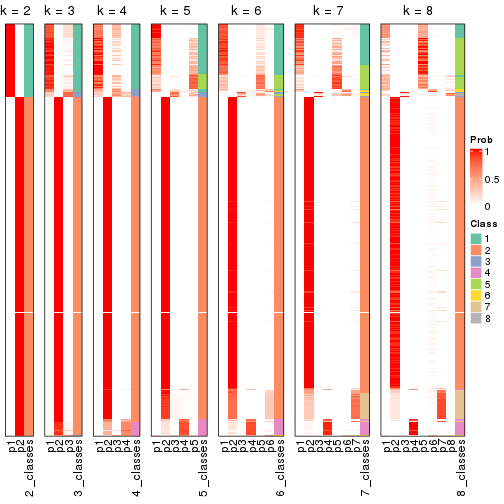 k = 2 k = 3 k = 4 k = 5 k = 6 k = 7 k = 8
Prob
1
0.5
0
Class
1
2
3
4
5
6
7
8
p1 p2 2_classes p1 p2 p3 3_classes p1 p2 p3 p4 4_classes p1 p2 p3 p4 p5 5_classes p1 p2 p3 p4 p5 p6 6_classes p1 p2 p3 p4 p5 p6 p7 7_classes p1 p2 p3 p4 p5 p6 p7 p8 8_classes